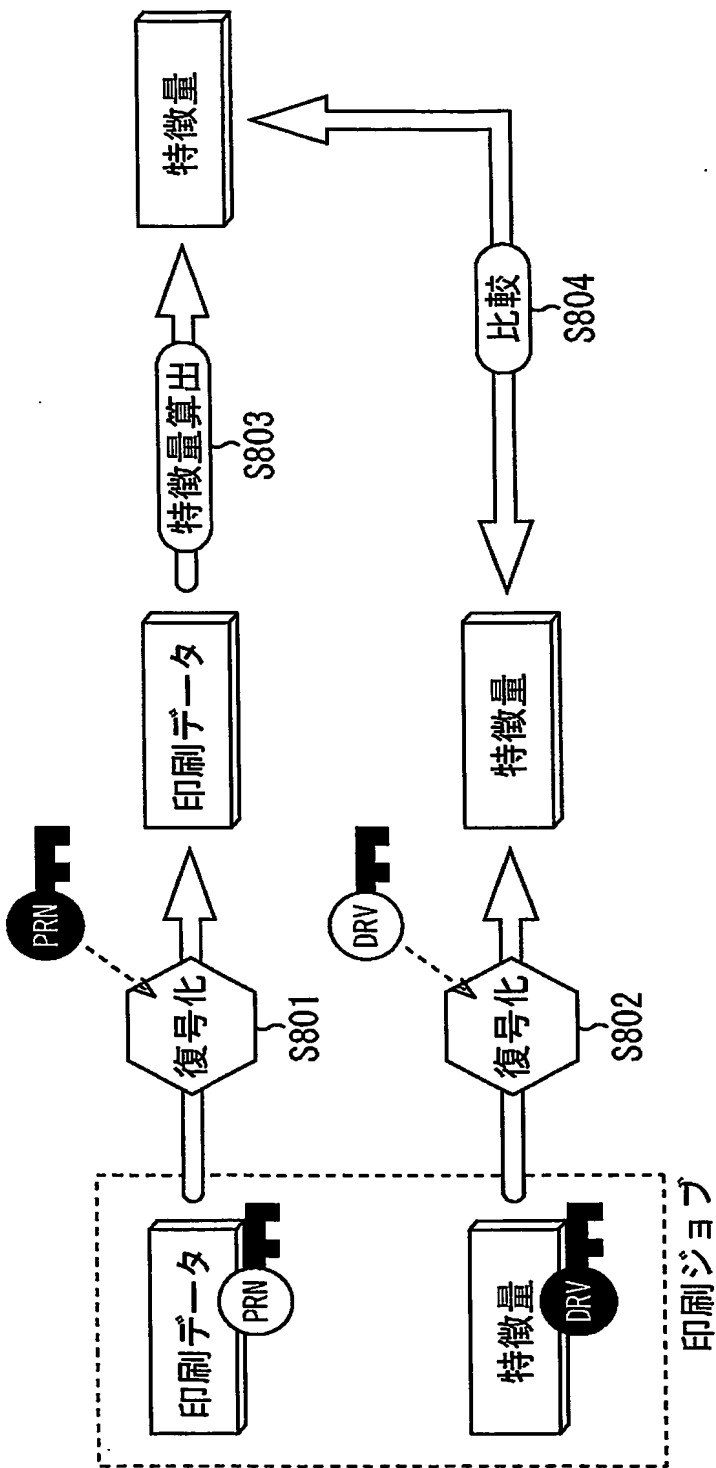 印刷データ
PRN
復号化
S801
PRN
印刷データ
特徴量算出
S803
特徴量
特徴量
DRV
復号化
S802
DRV
特徴量
比較
S804
印刷ジョブ